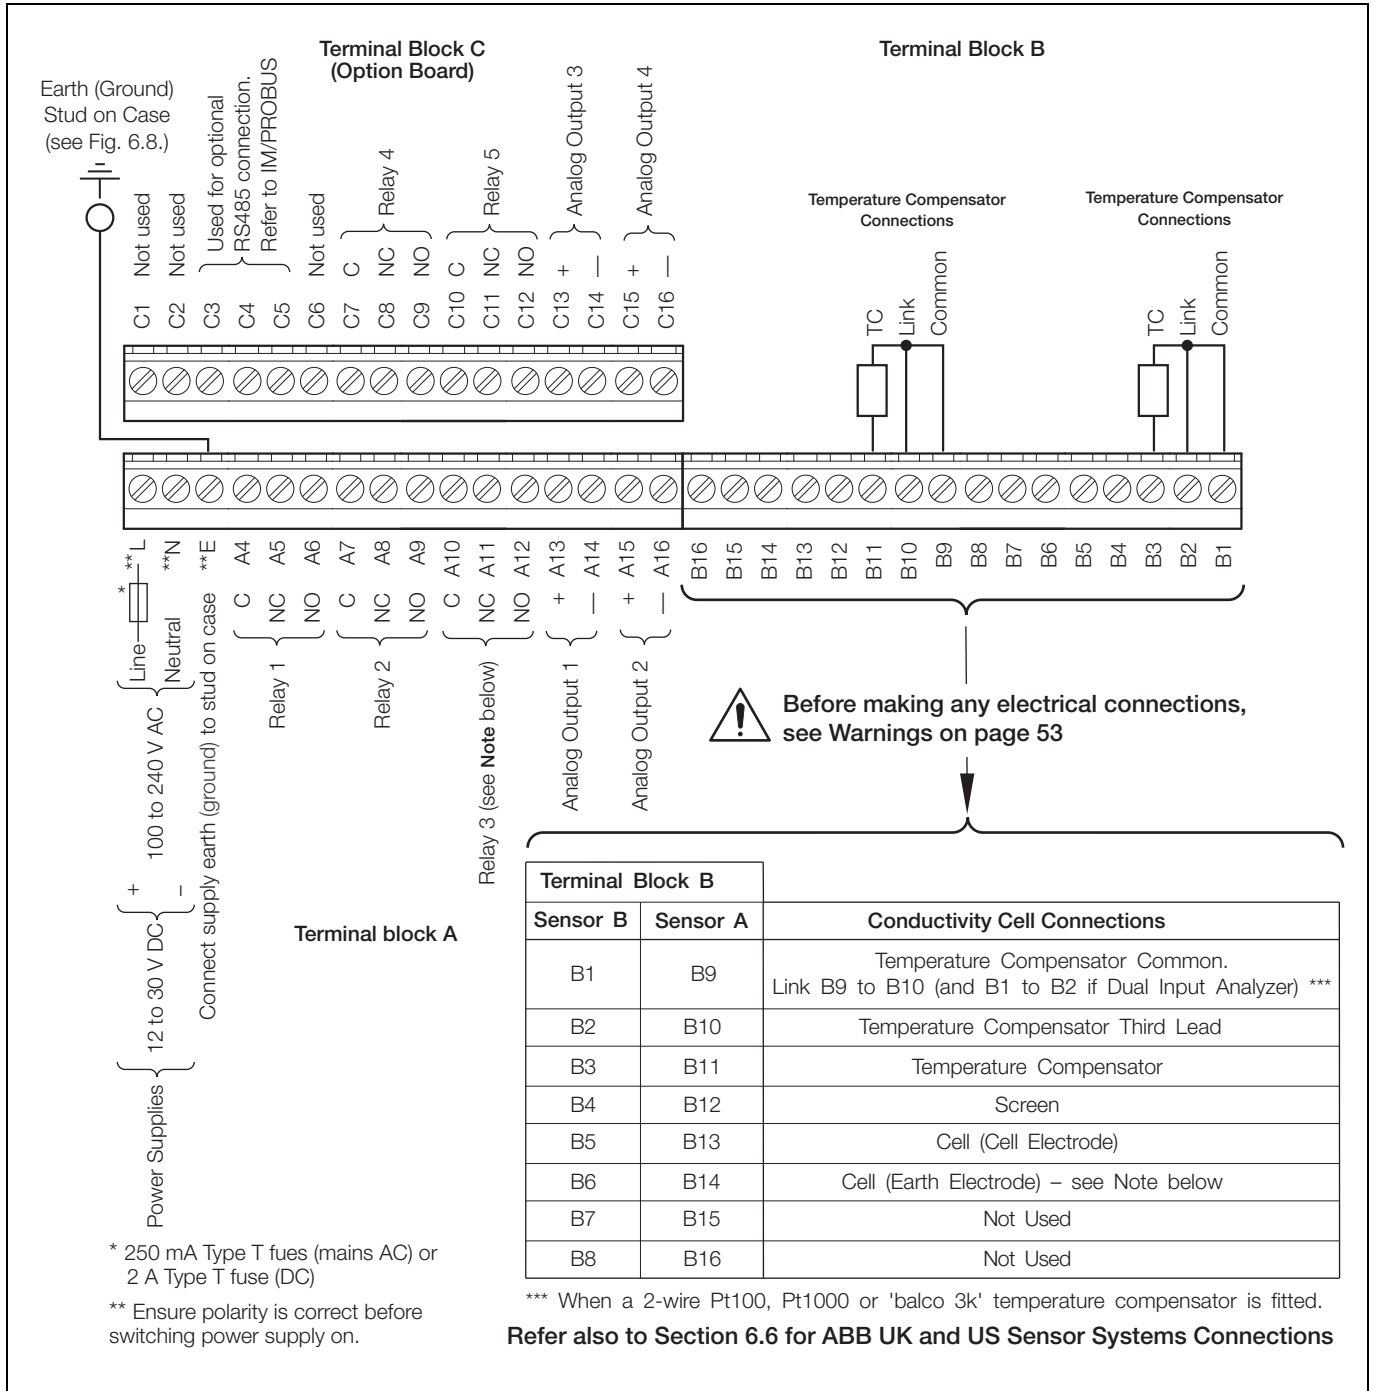 Terminal Block C
(Option Board)
Terminal Block B
Earth (Ground)
Stud on Case
(see Fig. 6.8.)
Not used
Not used
Used for optional
RS485 connection.
Refer to IM/PROBUS
Not used
C
NC
NO
Relay 4
C
NC
NO
Relay 5
+
—
Analog Output 3
+
—
Analog Output 4
C1
C2
C3
C4
C5
C6
C7
C8
C9
C10
C11
C12
C13
C14
C15
C16
Temperature Compensator
Connections
TC
Link
Common
Temperature Compensator
Connections
TC
Link
Common
**L
**N
**E
A4
A5
A6
A7
A8
A9
A10
A11
A12
A13
A14
A15
A16
B16
B15
B14
B13
B12
B11
B10
B9
B8
B7
B6
B5
B4
B3
B2
B1
*
Line
Neutral
100 to 240 V AC
+
–
12 to 30 V DC
Power Supplies
Connect supply earth (ground) to stud on case
C
NC
NO
Relay 1
C
NC
NO
Relay 2
C
NC
NO
Relay 3 (see Note below)
+
—
Analog Output 1
+
—
Analog Output 2
Terminal block A
Before making any electrical connections,
see Warnings on page 53
Terminal Block B
Sensor B Sensor A Conductivity Cell Connections
B1 B9 Temperature Compensator Common.
Link B9 to B10 (and B1 to B2 if Dual Input Analyzer) ***
B2 B10 Temperature Compensator Third Lead
B3 B11 Temperature Compensator
B4 B12 Screen
B5 B13 Cell (Cell Electrode)
B6 B14 Cell (Earth Electrode) – see Note below
B7 B15 Not Used
B8 B16 Not Used
* 250 mA Type T fues (mains AC) or
2 A Type T fuse (DC)
** Ensure polarity is correct before
switching power supply on.
*** When a 2-wire Pt100, Pt1000 or 'balco 3k' temperature compensator is fitted.
Refer also to Section 6.6 for ABB UK and US Sensor Systems Connections